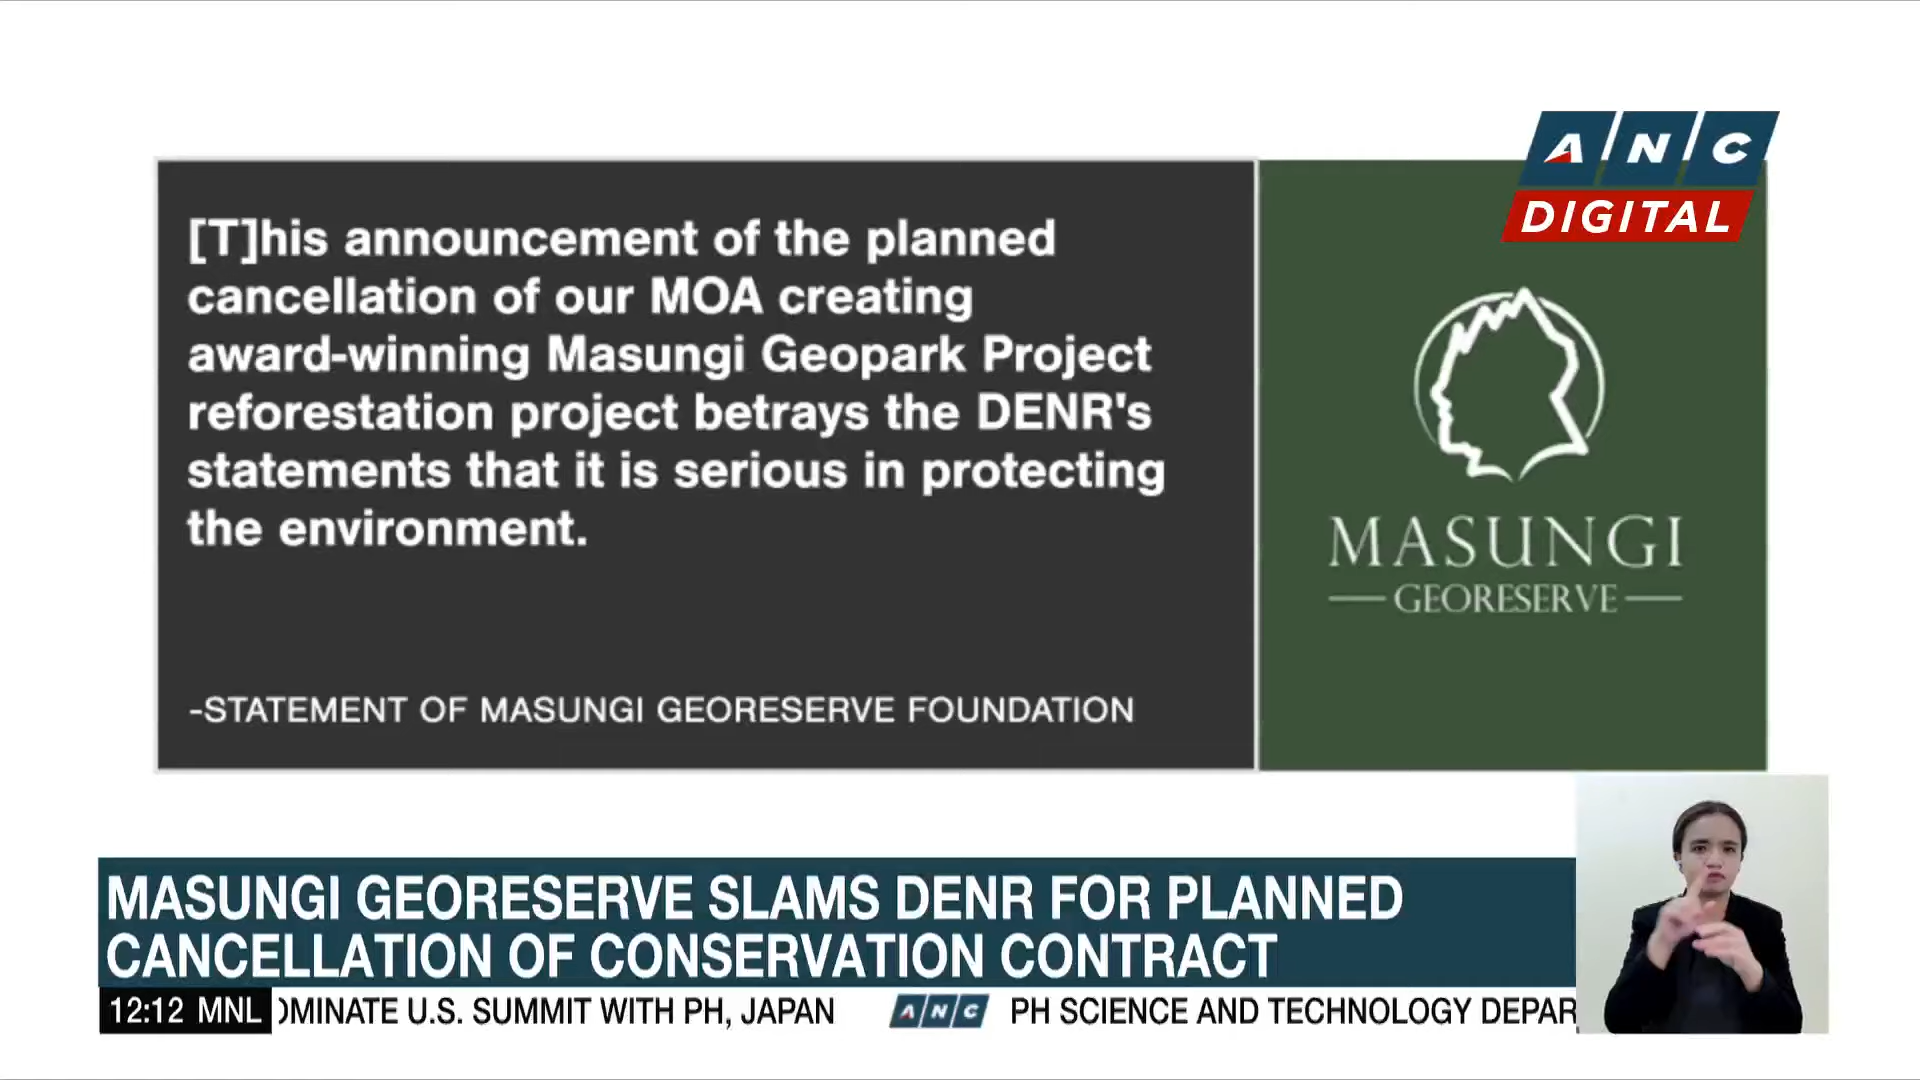 ANC
DIGITAL
[T]his announcement of the planned
cancellation of our MOA creating
award-winning Masungi Geopark Project
reforestation project betrays the DENR's
statements that it is serious in protecting
the environment.
-STATEMENT OF MASUNGI GEORESERVE FOUNDATION
MASUNGI
GEORESERVE
MASUNGI GEORESERVE SLAMS DENR FOR PLANNED
CANCELLATION OF CONSERVATION CONTRACT
12:12 MNL OMINATE U.S. SUMMIT WITH PH, JAPAN ANC PH SCIENCE AND TECHNOLOGY DEPAR